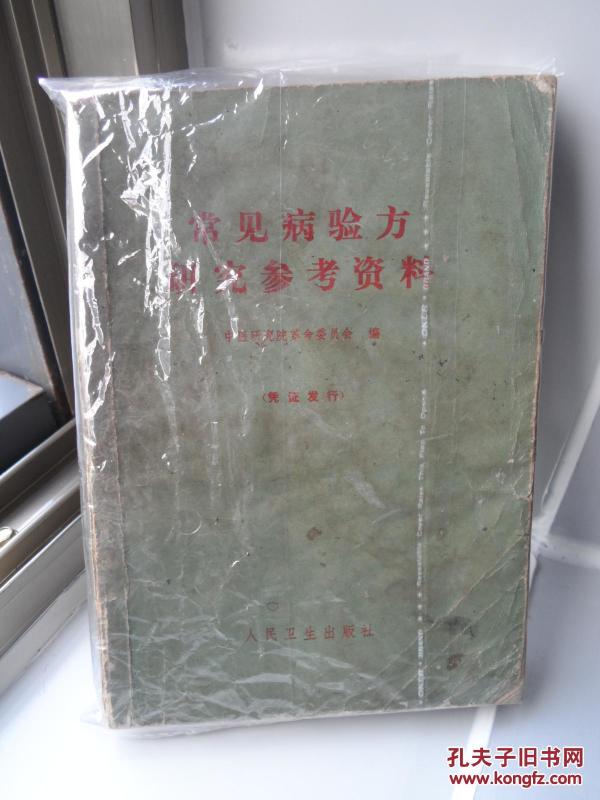 常见病验方
研究参考资料
中医研究院革命委员会 编
(凭证发行)
人民卫生出版社
孔夫子旧书网
www.kongfz.com